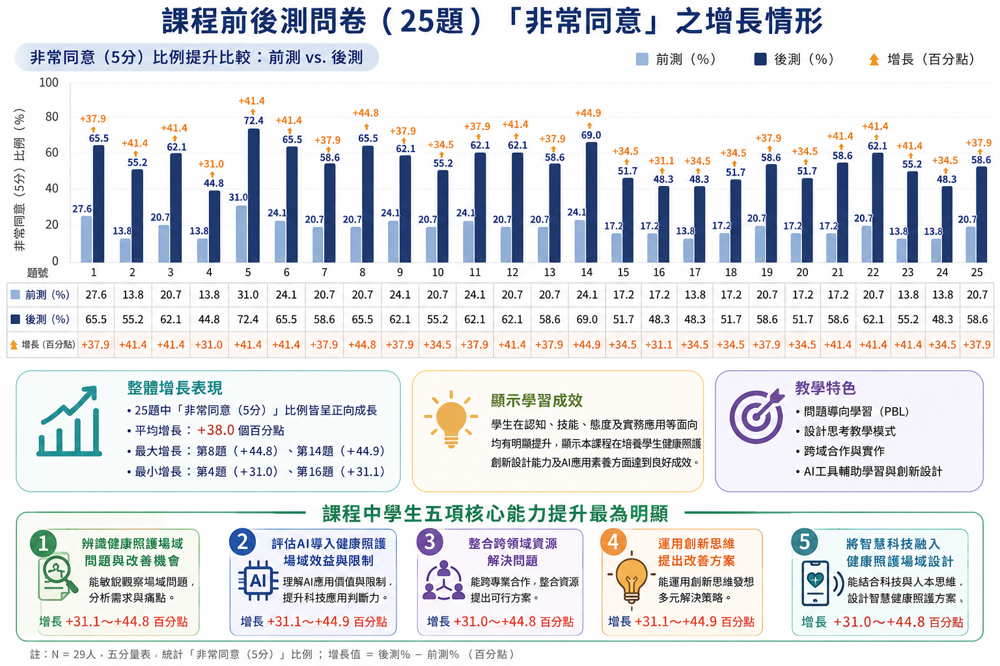 課程前後測問卷（25題）「非常同意」之增長情形
非常同意（5分）比例提升比較：前測 vs. 後測
前測（%） 後測（%） 增長（百分點）
非常同意（5分）比例（%）
100
80
60
40
20
0
+37.9 +41.4 +41.4 +31.0 +41.4 +41.4 +37.9 +44.8 +37.9 +34.5 +37.9 +41.4 +37.9 +44.9 +34.5 +31.1 +34.5 +34.5 +37.9 +34.5 +41.4 +41.4 +41.4 +34.5 +37.9
65.5 55.2 62.1 44.8 72.4 65.5 58.6 65.5 62.1 55.2 62.1 62.1 58.6 69.0 51.7 48.3 48.3 51.7 58.6 51.7 58.6 62.1 55.2 48.3 58.6
27.6 13.8 20.7 13.8 31.0 24.1 20.7 20.7 24.1 20.7 24.1 20.7 20.7 24.1 17.2 17.2 13.8 17.2 20.7 17.2 17.2 20.7 13.8 13.8 20.7
題號 1 2 3 4 5 6 7 8 9 10 11 12 13 14 15 16 17 18 19 20 21 22 23 24 25
前測（%） 27.6 13.8 20.7 13.8 31.0 24.1 20.7 20.7 24.1 20.7 24.1 20.7 20.7 24.1 17.2 17.2 13.8 17.2 20.7 17.2 17.2 20.7 13.8 13.8 20.7
後測（%） 65.5 55.2 62.1 44.8 72.4 65.5 58.6 65.5 62.1 55.2 62.1 62.1 58.6 69.0 51.7 48.3 48.3 51.7 58.6 51.7 58.6 62.1 55.2 48.3 58.6
增長（百分點） +37.9 +41.4 +41.4 +31.0 +41.4 +41.4 +37.9 +44.8 +37.9 +34.5 +37.9 +41.4 +37.9 +44.9 +34.5 +31.1 +34.5 +34.5 +37.9 +34.5 +41.4 +41.4 +41.4 +34.5 +37.9
整體增長表現
• 25題中「非常同意（5分）」比例皆呈正向成長
• 平均增長：+38.0 個百分點
• 最大增長：第8題（+44.8）、第14題（+44.9）
• 最小增長：第4題（+31.0）、第16題（+31.1）
顯示學習成效
學生在認知、技能、態度及實務應用等面向
均有明顯提升，顯示本課程在培養學生健康照護
創新設計能力及AI應用素養方面達到良好成效。
教學特色
• 問題導向學習（PBL）
• 設計思考教學模式
• 跨域合作與實作
• AI工具輔助學習與創新設計
課程中學生五項核心能力提升最為明顯
1
辨識健康照護場域
問題與改善機會
能敏銳觀察場域問題，
分析需求與痛點。
增長 +31.1～+44.8 百分點
2
評估AI導入健康照護
場域效益與限制
AI
理解AI應用價值與限制，
提升科技應用判斷力。
增長 +31.1～+44.9 百分點
3
整合跨領域資源
解決問題
能跨專業合作，整合資源
提出可行方案。
增長 +31.0～+44.8 百分點
4
運用創新思維
提出改善方案
能運用創新思維發想
多元解決策略。
增長 +31.1～+44.9 百分點
5
將智慧科技融入
健康照護場域設計
能結合科技與人本思維，
設計智慧健康照護方案。
增長 +31.0～+44.8 百分點
註：N = 29人，五分量表，統計「非常同意（5分）」比例；增長值 = 後測% − 前測%（百分點）